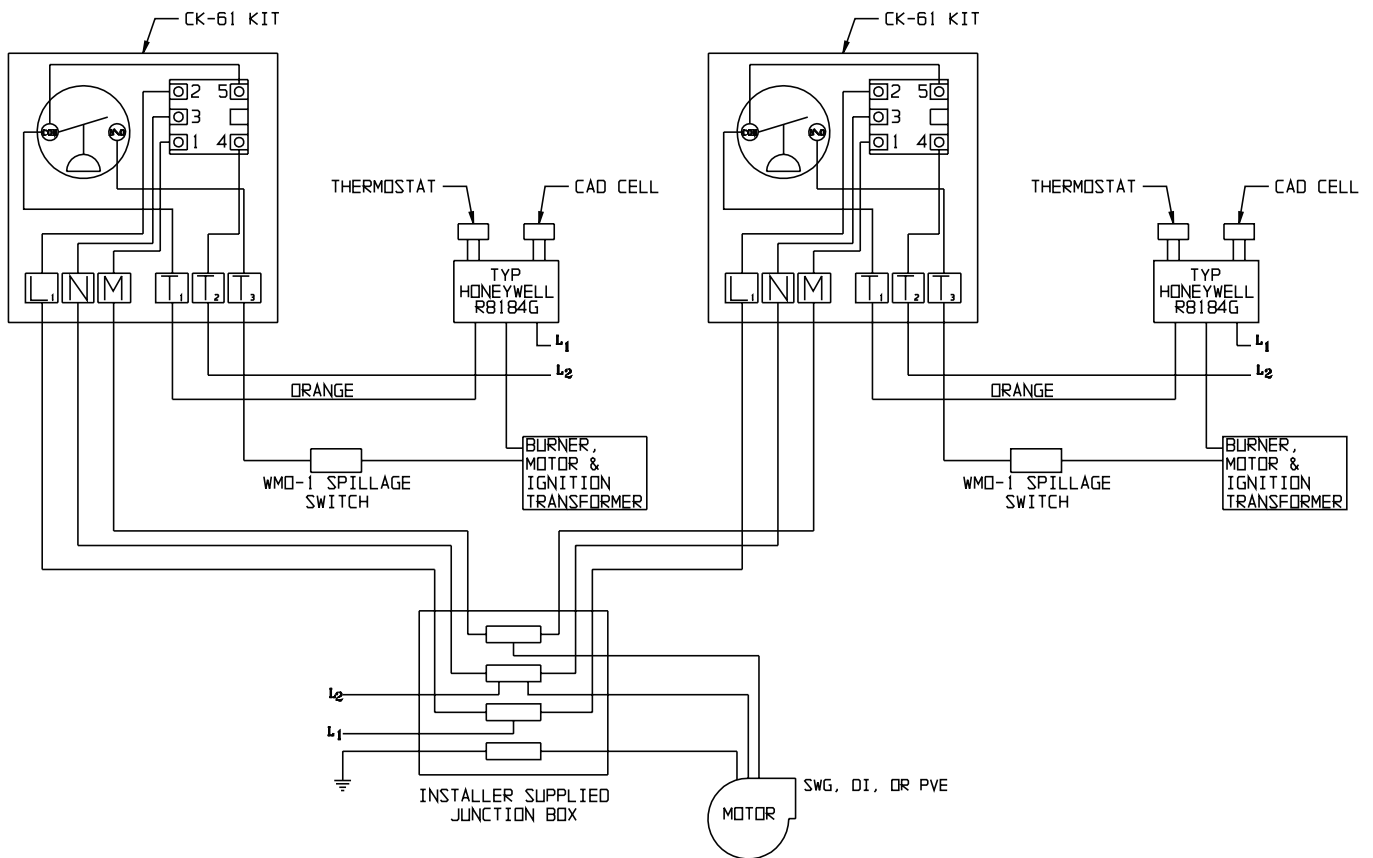 CK-61 KIT
CK-61 KIT
2 5
3
1 4
2 5
3
1 4
THERMOSTAT
CAD CELL
THERMOSTAT
CAD CELL
L1 N M T1 T2 T3
TYP
HONEYWELL
R8184G
L1 N M T1 T2 T3
TYP
HONEYWELL
R8184G
L1
L2
ORANGE
L1
L2
ORANGE
BURNER,
MOTOR &
IGNITION
TRANSFORMER
WMO-1 SPILLAGE
SWITCH
BURNER,
MOTOR &
IGNITION
TRANSFORMER
WMO-1 SPILLAGE
SWITCH
L2
L1
INSTALLER SUPPLIED
JUNCTION BOX
MOTOR
SWG, DI, OR PVE